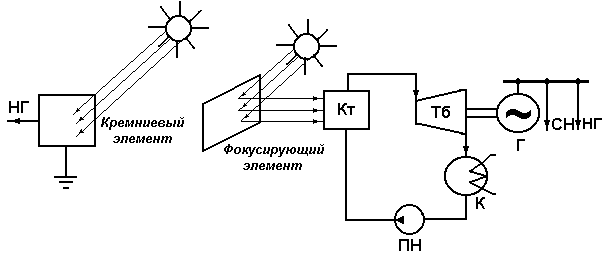 НГ
Кремниевый
элемент
Фокусирующий
элемент
Кт
Тб
Г
СН
НГ
К
ПН